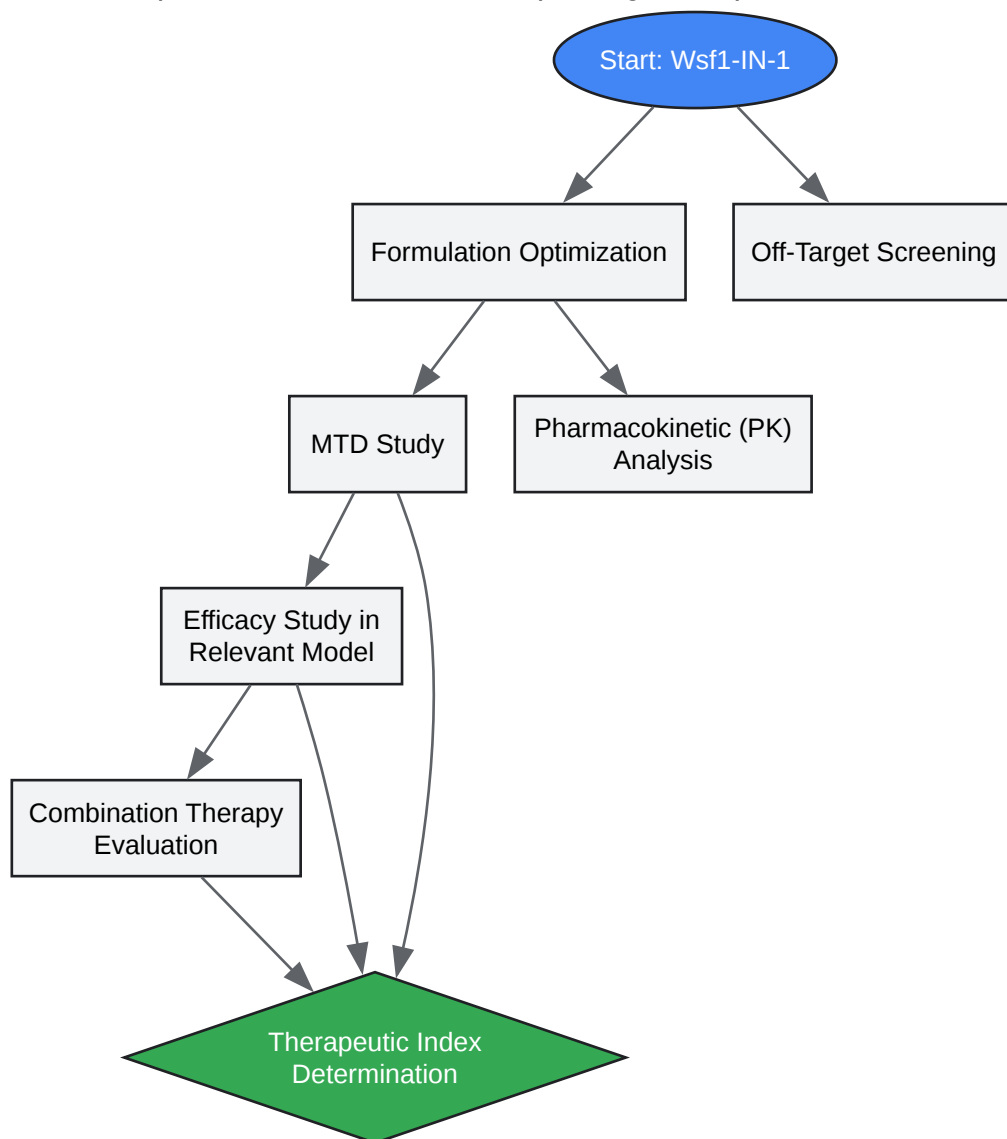 Start: Wsf1-IN-1
Formulation Optimization
Off-Target Screening
MTD Study
Pharmacokinetic (PK)
Analysis
Efficacy Study in
Relevant Model
Combination Therapy
Evaluation
Therapeutic Index
Determination